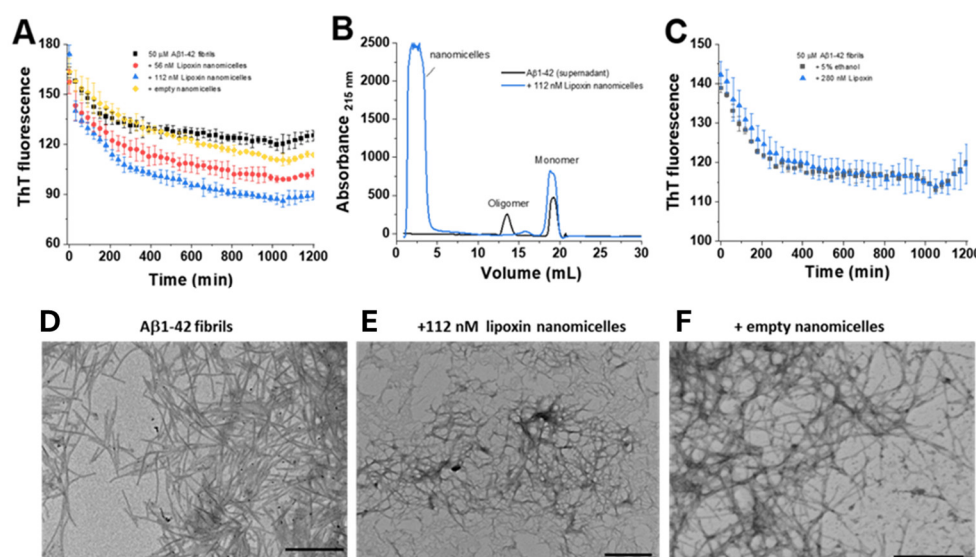 A
180
150
120
90
60
ThT fluorescence
50 µM Aβ1-42 fibrils
+ 56 nM Lipoxin nanomicelles
+ 112 nM Lipoxin nanomicelles
+ empty nanomicelles
0 200 400 600 800 1000 1200
Time (min)
B
2500
2000
1500
1000
500
0
Absorbance 215 nm
nanomicelles
Aβ1-42 (supernadant)
+ 112 nM Lipoxin nanomicelles
Monomer
Oligomer
0 5 10 15 20 25 30
Volume (mL)
C
150
140
130
120
110
100
ThT fluorescence
50 µM Aβ1-42 fibrils
+ 5% ethanol
+ 280 nM Lipoxin
0 200 400 600 800 1000 1200
Time (min)
D
Aβ1-42 fibrils
E
+112 nM lipoxin nanomicelles
F
+ empty nanomicelles